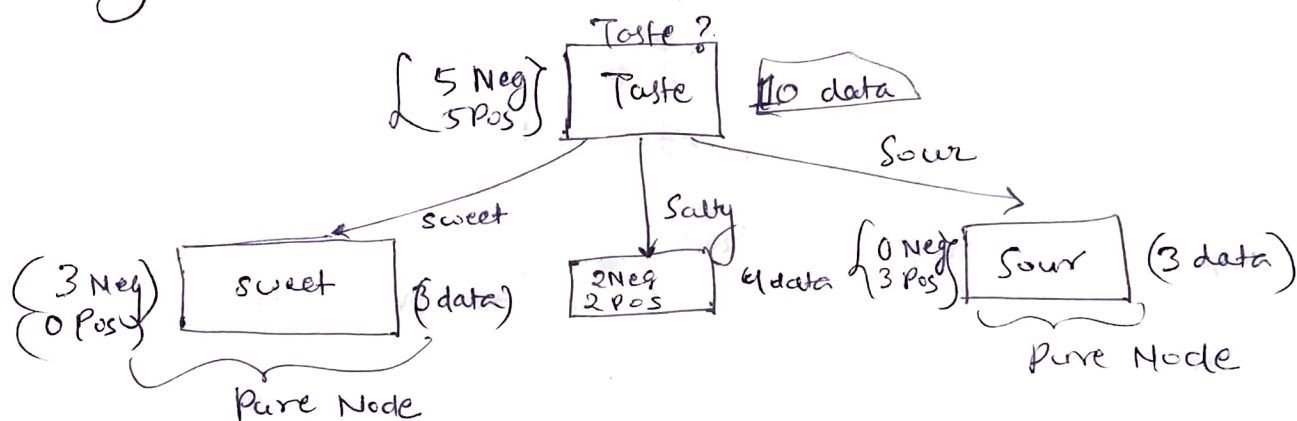 Taste ?
5 Neg
5 Pos
Taste
10 data
sweet
Salty
Sour
3 Neg
0 Pos
sweet
(3 data)
2 Neg
2 Pos
4 data
0 Neg
3 Pos
Sour
(3 data)
Pure Node
Pure Node